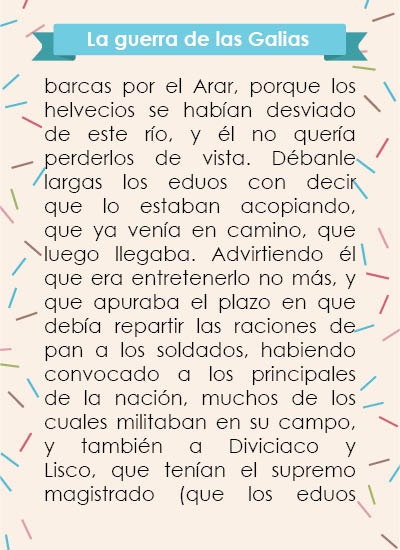 La guerra de las Galias
barcas por el Arar, porque los
helvecios se habían desviado
de este río, y él no quería
perderlos de vista. Débanle
largas los eduos con decir
que lo estaban acopiando,
que ya venía en camino, que
luego llegaba. Advirtiendo él
que era entretenerlo no más, y
que apuraba el plazo en que
debía repartir las raciones de
pan a los soldados, habiendo
convocado a los principales
de la nación, muchos de los
cuales militaban en su campo,
y también a Diviciaco y
Lisco, que tenían el supremo
magistrado (que los eduos